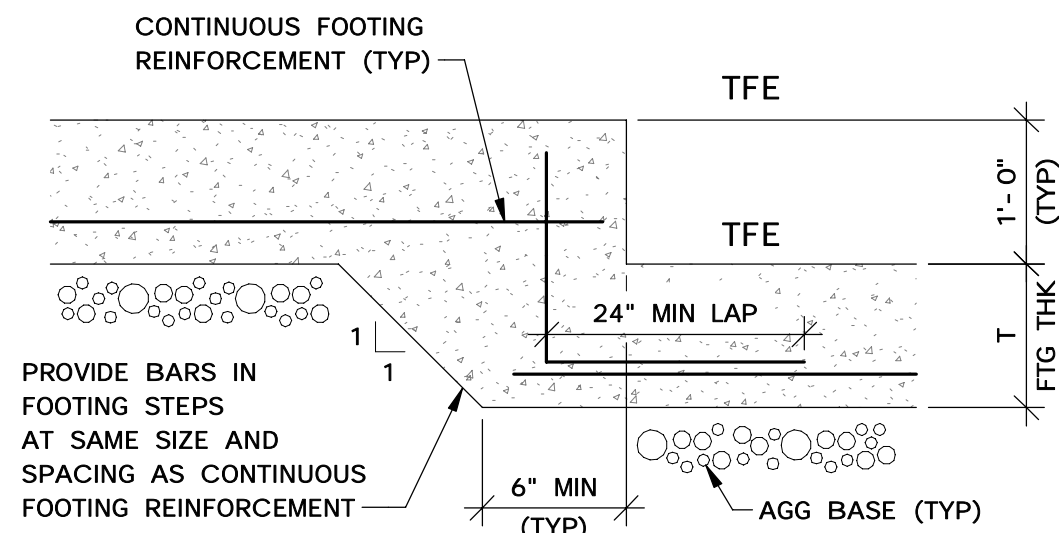 CONTINUOUS FOOTING
REINFORCEMENT (TYP)
TFE
1'-0"
(TYP)
TFE
24" MIN LAP
T
FTG THK
1
1
PROVIDE BARS IN
FOOTING STEPS
AT SAME SIZE AND
SPACING AS CONTINUOUS
FOOTING REINFORCEMENT
6" MIN
(TYP)
AGG BASE (TYP)